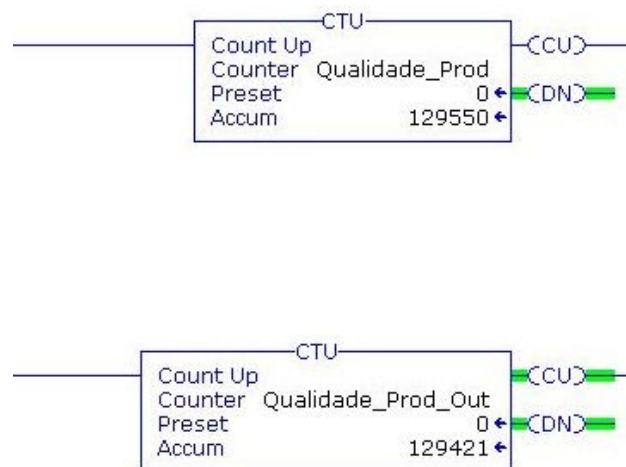 CTU
Count Up
CU
Counter Qualidade_Prod
Preset 0
DN
Accum 129550
CTU
Count Up
CU
Counter Qualidade_Prod_Out
Preset 0
DN
Accum 129421